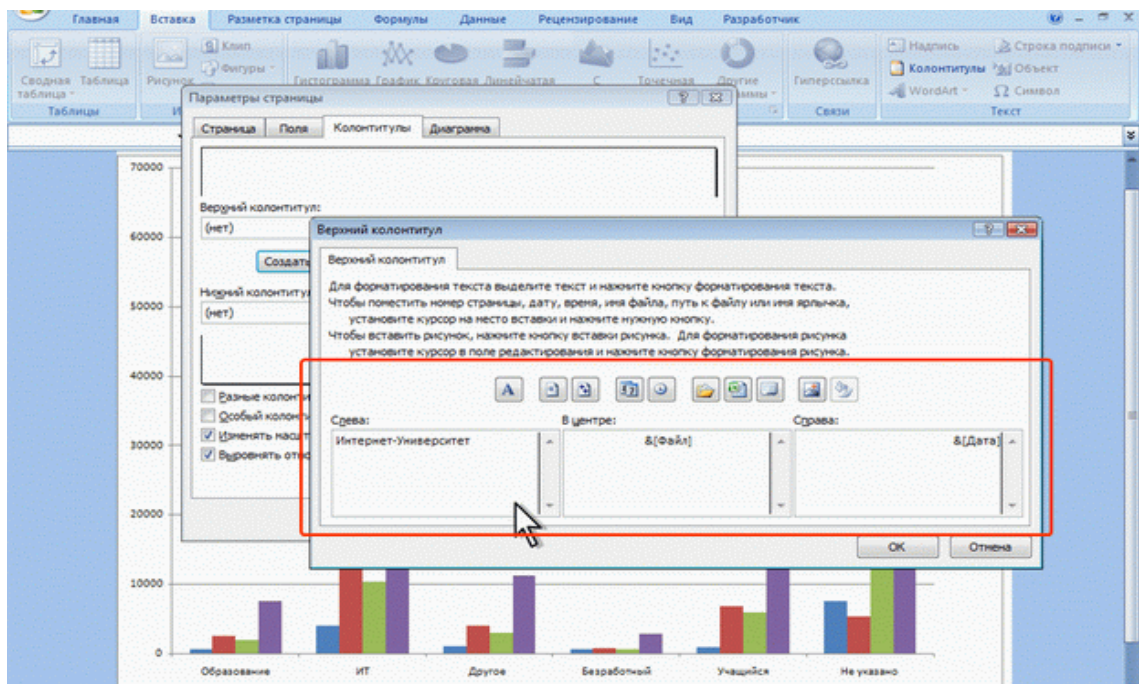 Главная Вставка Разметка страницы Формулы Данные Рецензирование Вид Разработчик
Сводная таблица Таблица Рисунок Клип Фигуры Гистограмма График Круговая Линейчатая С Точечная Другие Гиперссылка Надпись Колонтитулы WordArt Строка подписи Объект Символ
Таблицы Связи Текст
Параметры страницы
Страница Поля Колонтитулы Диаграмма
Верхний колонтитул:
(нет)
Создать
Нижний колонтитул
(нет)
Разные
Особый
Изменять
Выровнять
Верхний колонтитул
Верхний колонтитул
Для форматирования текста выделите текст и нажмите кнопку форматирования текста.
Чтобы поместить номер страницы, дату, время, имя файла, путь к файлу или имя ярлычка,
установите курсор на место вставки и нажмите нужную кнопку.
Чтобы вставить рисунок, нажмите кнопку вставки рисунка. Для форматирования рисунка
установите курсор в поле редактирования и нажмите кнопку форматирования рисунка.
A
Слева: В центре: Справа:
Интернет-Университет &[Файл] &[Дата]
OK Отмена
70000
60000
50000
40000
30000
20000
10000
0
Образование ИТ Другое Безработный Учащийся Не указано